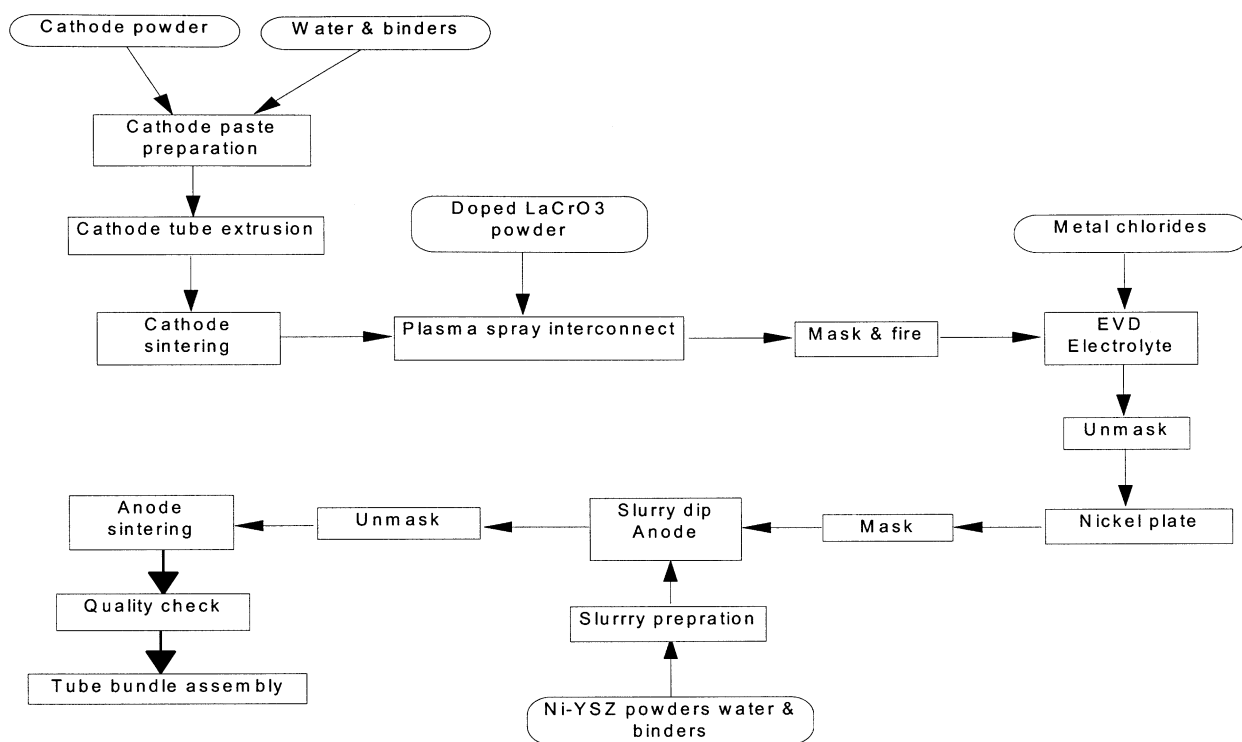 Cathode powder
Water & binders
Cathode paste
preparation
Cathode tube extrusion
Doped LaCrO3
powder
Metal chlorides
Cathode
sintering
Plasma spray interconnect
Mask & fire
EVD
Electrolyte
Unmask
Anode
sintering
Unmask
Slurry dip
Anode
Mask
Nickel plate
Quality check
Slurrry prepration
Tube bundle assembly
Ni-YSZ powders water &
binders